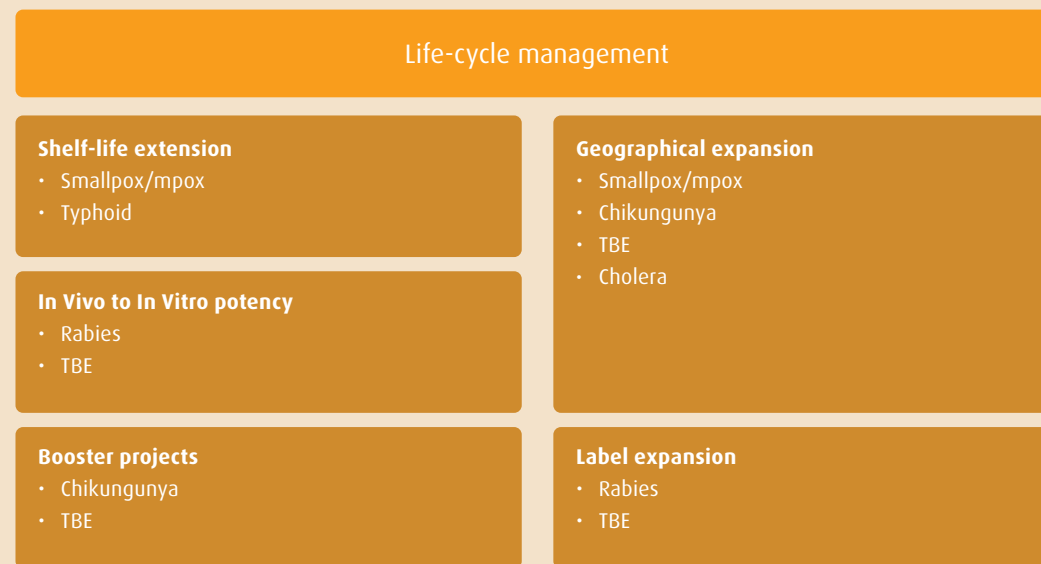 Life-cycle management
Shelf-life extension
• Smallpox/mpox
• Typhoid
In Vivo to In Vitro potency
• Rabies
• TBE
Booster projects
• Chikungunya
• TBE
Geographical expansion
• Smallpox/mpox
• Chikungunya
• TBE
• Cholera
Label expansion
• Rabies
• TBE